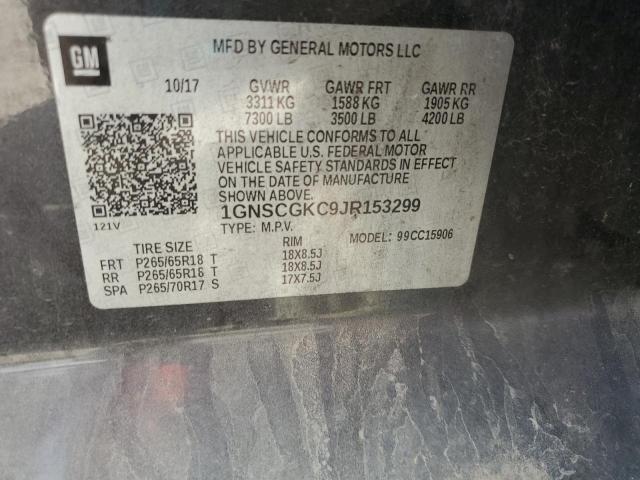 GM
MFD BY GENERAL MOTORS LLC
10/17 GVWR GAWR FRT GAWR RR
3311 KG 1588 KG 1905 KG
7300 LB 3500 LB 4200 LB
THIS VEHICLE CONFORMS TO ALL
APPLICABLE U.S. FEDERAL MOTOR
VEHICLE SAFETY STANDARDS IN EFFECT
ON THE DATE OF MANUFACTURE
SHOWN ABOVE.
1GNSCGKC9JR153299
121V TYPE: M.P.V. MODEL: 99CC15906
TIRE SIZE RIM
FRT P265/65R18 T 18X8.5J
RR P265/65R18 T 18X8.5J
SPA P265/70R17 S 17X7.5J